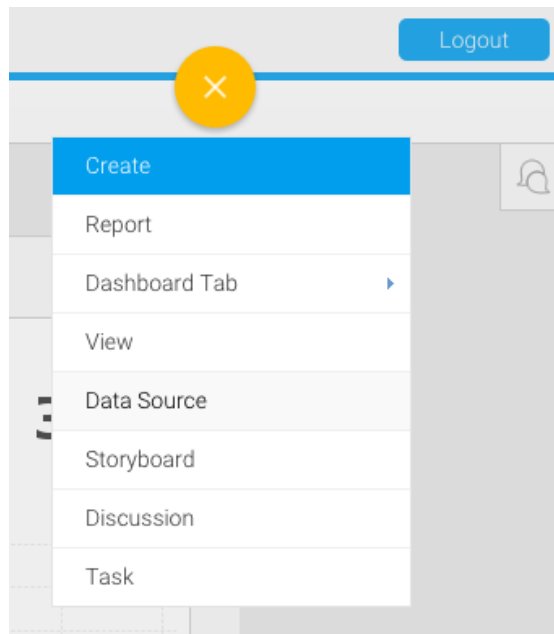 Logout
Create
Report
Dashboard Tab
View
Data Source
Storyboard
Discussion
Task